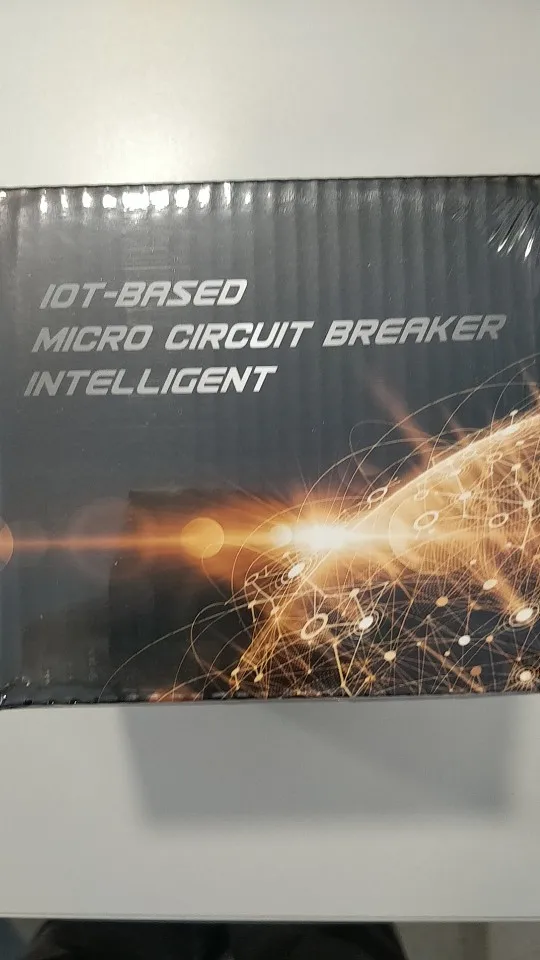 IOT-BASED
MICRO CIRCUIT BREAKER
INTELLIGENT